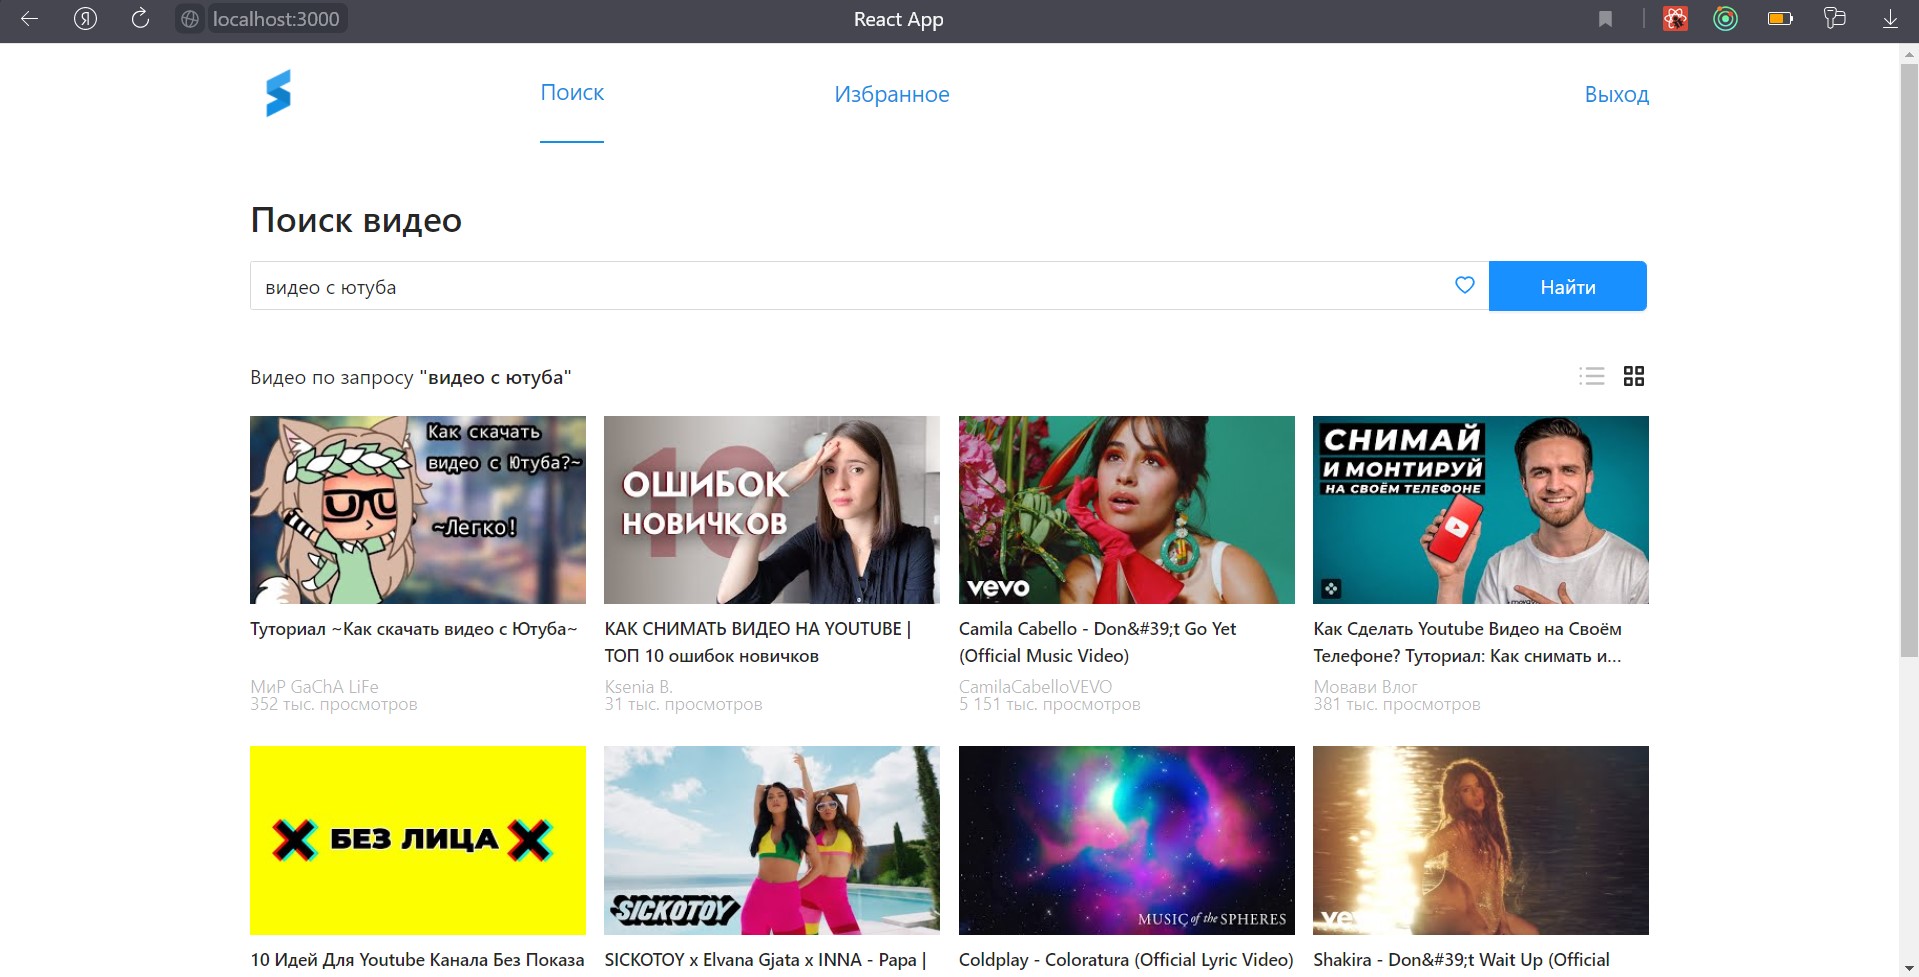 localhost:3000
React App
Поиск
Избранное
Выход
Поиск видео
видео с ютуба
Найти
Видео по запросу "видео с ютуба"
Как скачать
видео с Ютуба?~
~Легко!
10
ОШИБОК
НОВИЧКОВ
vevo
СНИМАЙ
И МОНТИРУЙ
НА СВОЁМ ТЕЛЕФОНЕ
Туториал ~Как скачать видео с Ютуба~
МиР GaChA LiFe
352 тыс. просмотров
КАК СНИМАТЬ ВИДЕО НА YOUTUBE |
ТОП 10 ошибок новичков
Ksenia B.
31 тыс. просмотров
Camila Cabello - Don&#39;t Go Yet
(Official Music Video)
CamilaCabelloVEVO
5 151 тыс. просмотров
Как Сделать Youtube Видео на Своём
Телефоне? Туториал: Как снимать и...
Мовави Влог
381 тыс. просмотров
БЕЗ ЛИЦА
SICKOTOY
MUSIC of the SPHERES
10 Идей Для Youtube Канала Без Показа
SICKOTOY x Elvana Gjata x INNA - Papa |
Coldplay - Coloratura (Official Lyric Video)
Shakira - Don&#39;t Wait Up (Official